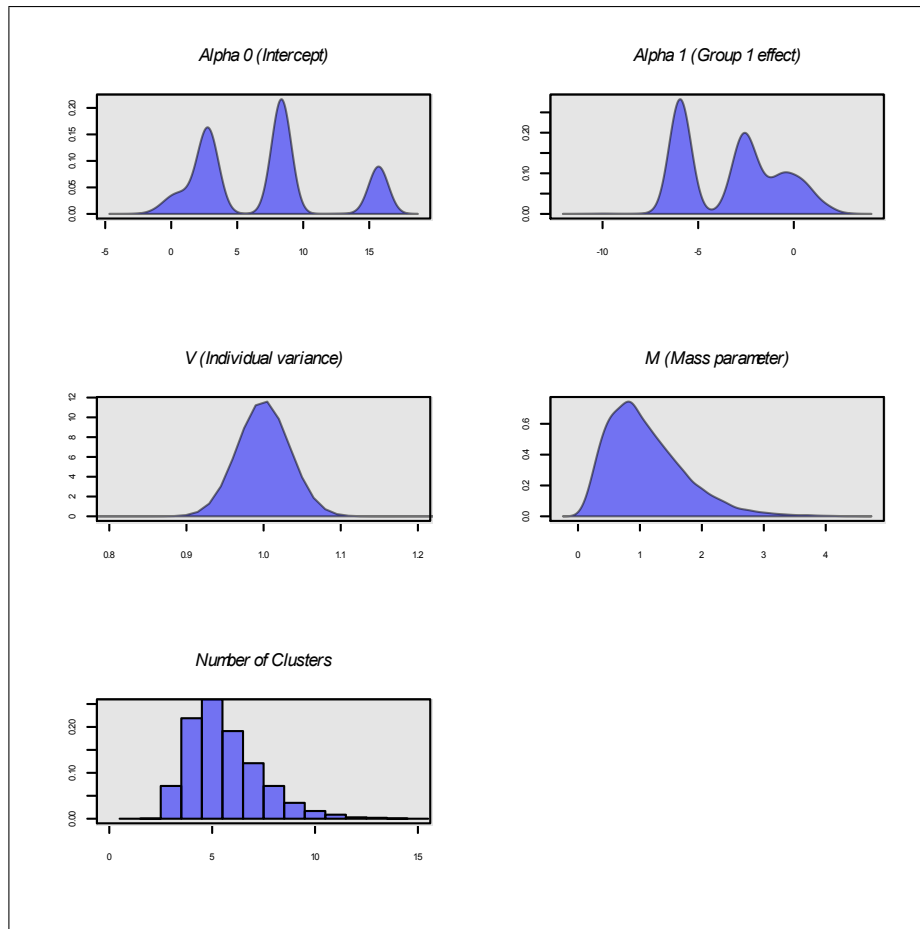 Alpha 0 (Intercept)
0.00 0.05 0.10 0.15 0.20
-5 0 5 10 15
Alpha 1 (Group 1 effect)
0.00 0.10 0.20
-10 -5 0
V (Individual variance)
0 2 4 6 8 10 12
0.8 0.9 1.0 1.1 1.2
M (Mass parameter)
0.0 0.2 0.4 0.6
0 1 2 3 4
Number of Clusters
0.00 0.10 0.20
0 5 10 15